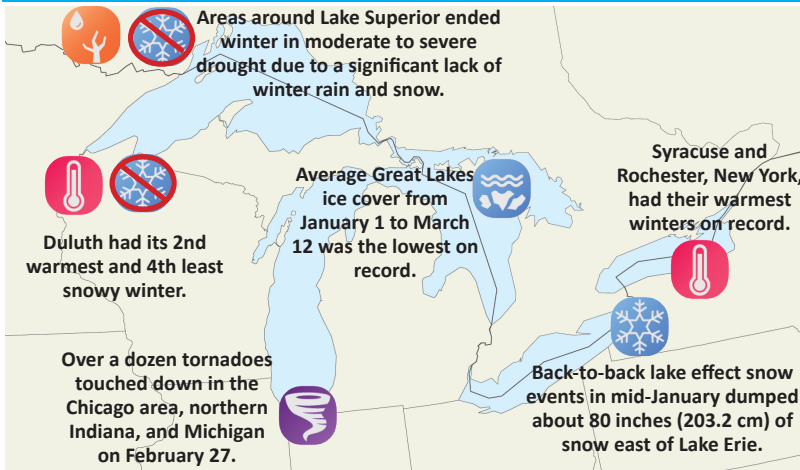 Areas around Lake Superior ended
winter in moderate to severe
drought due to a significant lack of
winter rain and snow.
Average Great Lakes
ice cover from
January 1 to March
12 was the lowest on
record.
Syracuse and
Rochester, New York,
had their warmest
winters on record.
Duluth had its 2nd
warmest and 4th least
snowy winter.
Over a dozen tornadoes
touched down in the
Chicago area, northern
Indiana, and Michigan
on February 27.
Back-to-back lake effect snow
events in mid-January dumped
about 80 inches (203.2 cm) of
snow east of Lake Erie.